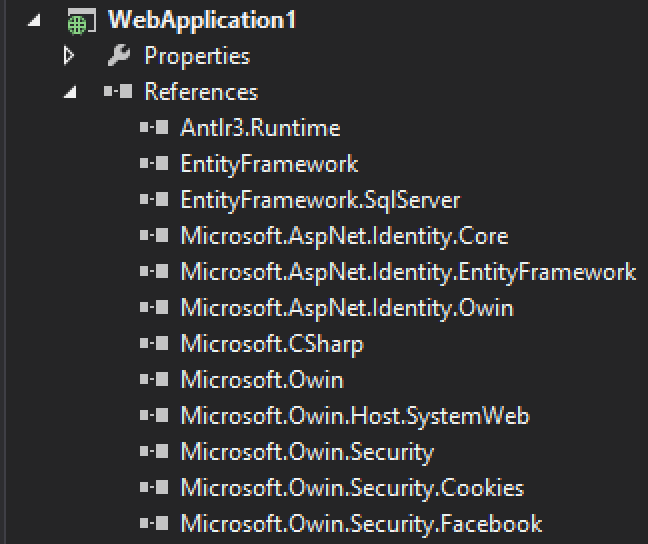 WebApplication1
Properties
References
Antlr3.Runtime
EntityFramework
EntityFramework.SqlServer
Microsoft.AspNet.Identity.Core
Microsoft.AspNet.Identity.EntityFramework
Microsoft.AspNet.Identity.Owin
Microsoft.CSharp
Microsoft.Owin
Microsoft.Owin.Host.SystemWeb
Microsoft.Owin.Security
Microsoft.Owin.Security.Cookies
Microsoft.Owin.Security.Facebook